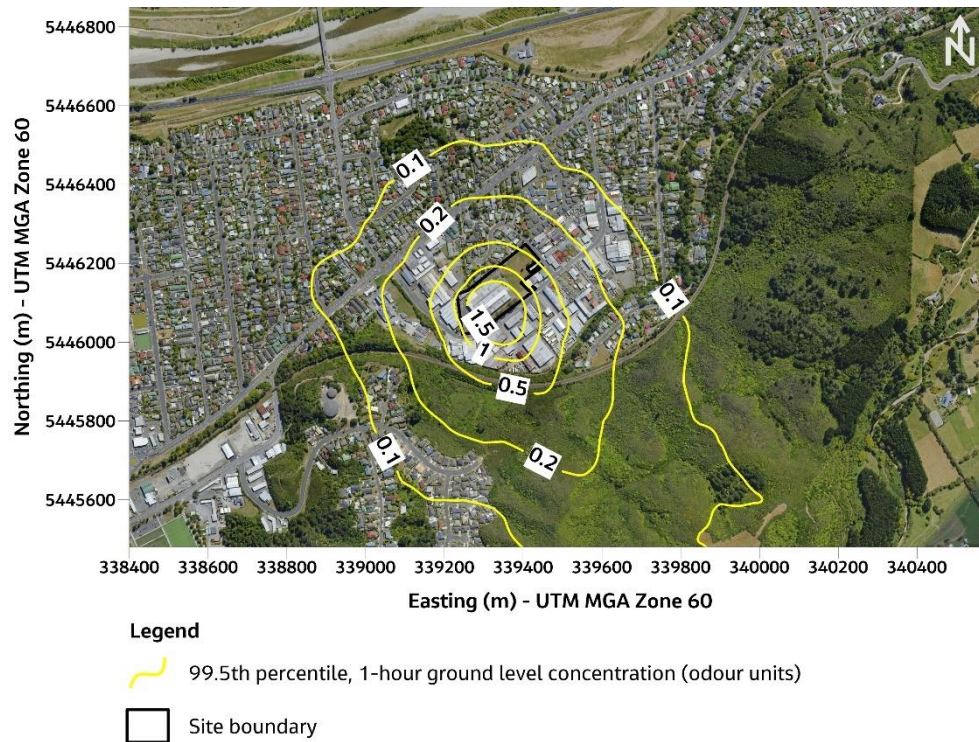 N
5446800
5446600
5446400
5446200
5446000
5445800
5445600
Northing (m) - UTM MGA Zone 60
0.1
0.2
0.1
1.5
1
0.5
0.2
0.1
338400 338600 338800 339000 339200 339400 339600 339800 340000 340200 340400
Easting (m) - UTM MGA Zone 60
Legend
99.5th percentile, 1-hour ground level concentration (odour units)
Site boundary